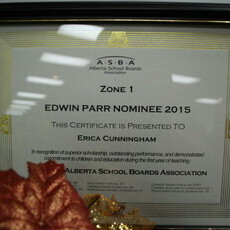 ASBA
Alberta School Boards
Association
ZONE 1
EDWIN PARR NOMINEE 2015
THIS CERTIFICATE IS PRESENTED TO
ERICA CUNNINGHAM
In recognition of superior scholarship, outstanding performance, and demonstrated
commitment to children and education during the first year of teaching
ALBERTA SCHOOL BOARDS ASSOCIATION